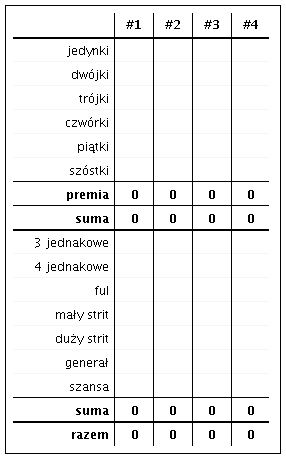 #1 #2 #3 #4
jedynki
dwójki
trójki
czwórki
piątki
szóstki
premia 0 0 0 0
suma 0 0 0 0
3 jednakowe
4 jednakowe
ful
mały strit
duży strit
generał
szansa
suma 0 0 0 0
razem 0 0 0 0